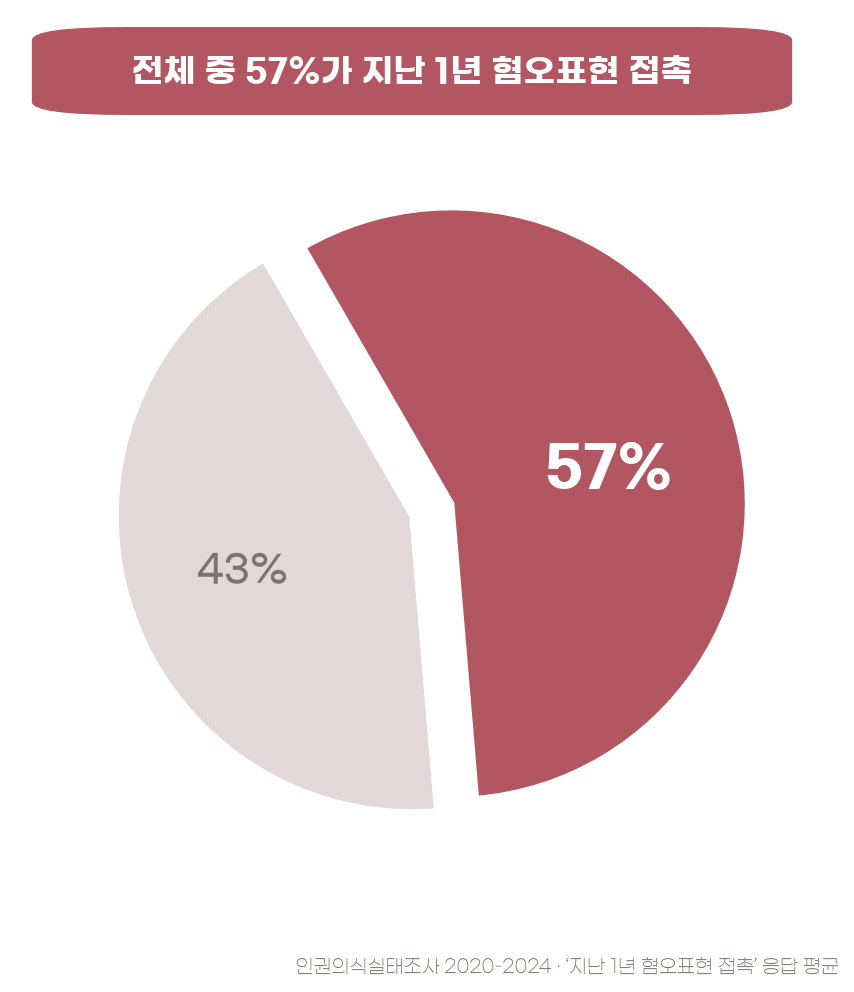 전체 중 57%가 지난 1년 혐오표현 접촉
57%
43%
인권의식실태조사 2020-2024 · ‘지난 1년 혐오표현 접촉’ 응답 평균